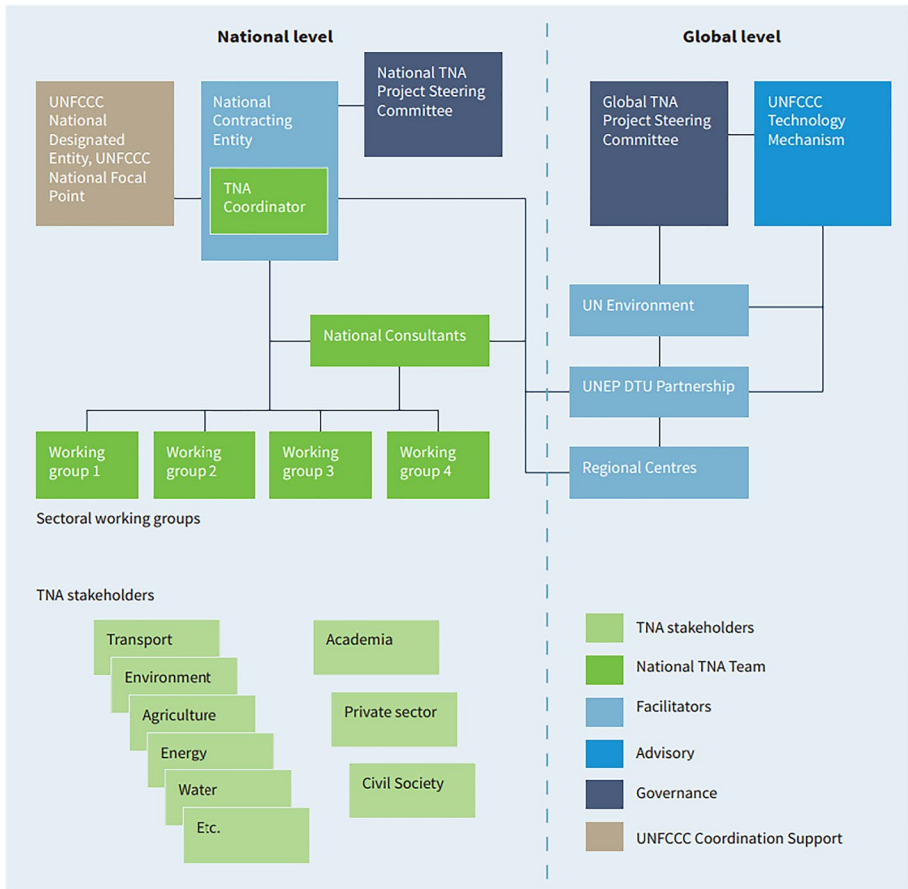 National level
Global level
UNFCCC
National
Designated
Entity, UNFCCC
National Focal
Point
National
Contracting
Entity
TNA
Coordinator
National TNA
Project Steering
Committee
Global TNA
Project Steering
Committee
UNFCCC
Technology
Mechanism
UN Environment
National Consultants
UNEP DTU Partnership
Working
group 1
Working
group 2
Working
group 3
Working
group 4
Regional Centres
Sectoral working groups
TNA stakeholders
Transport
Environment
Agriculture
Energy
Water
Etc.
Academia
Private sector
Civil Society
TNA stakeholders
National TNA Team
Facilitators
Advisory
Governance
UNFCCC Coordination Support